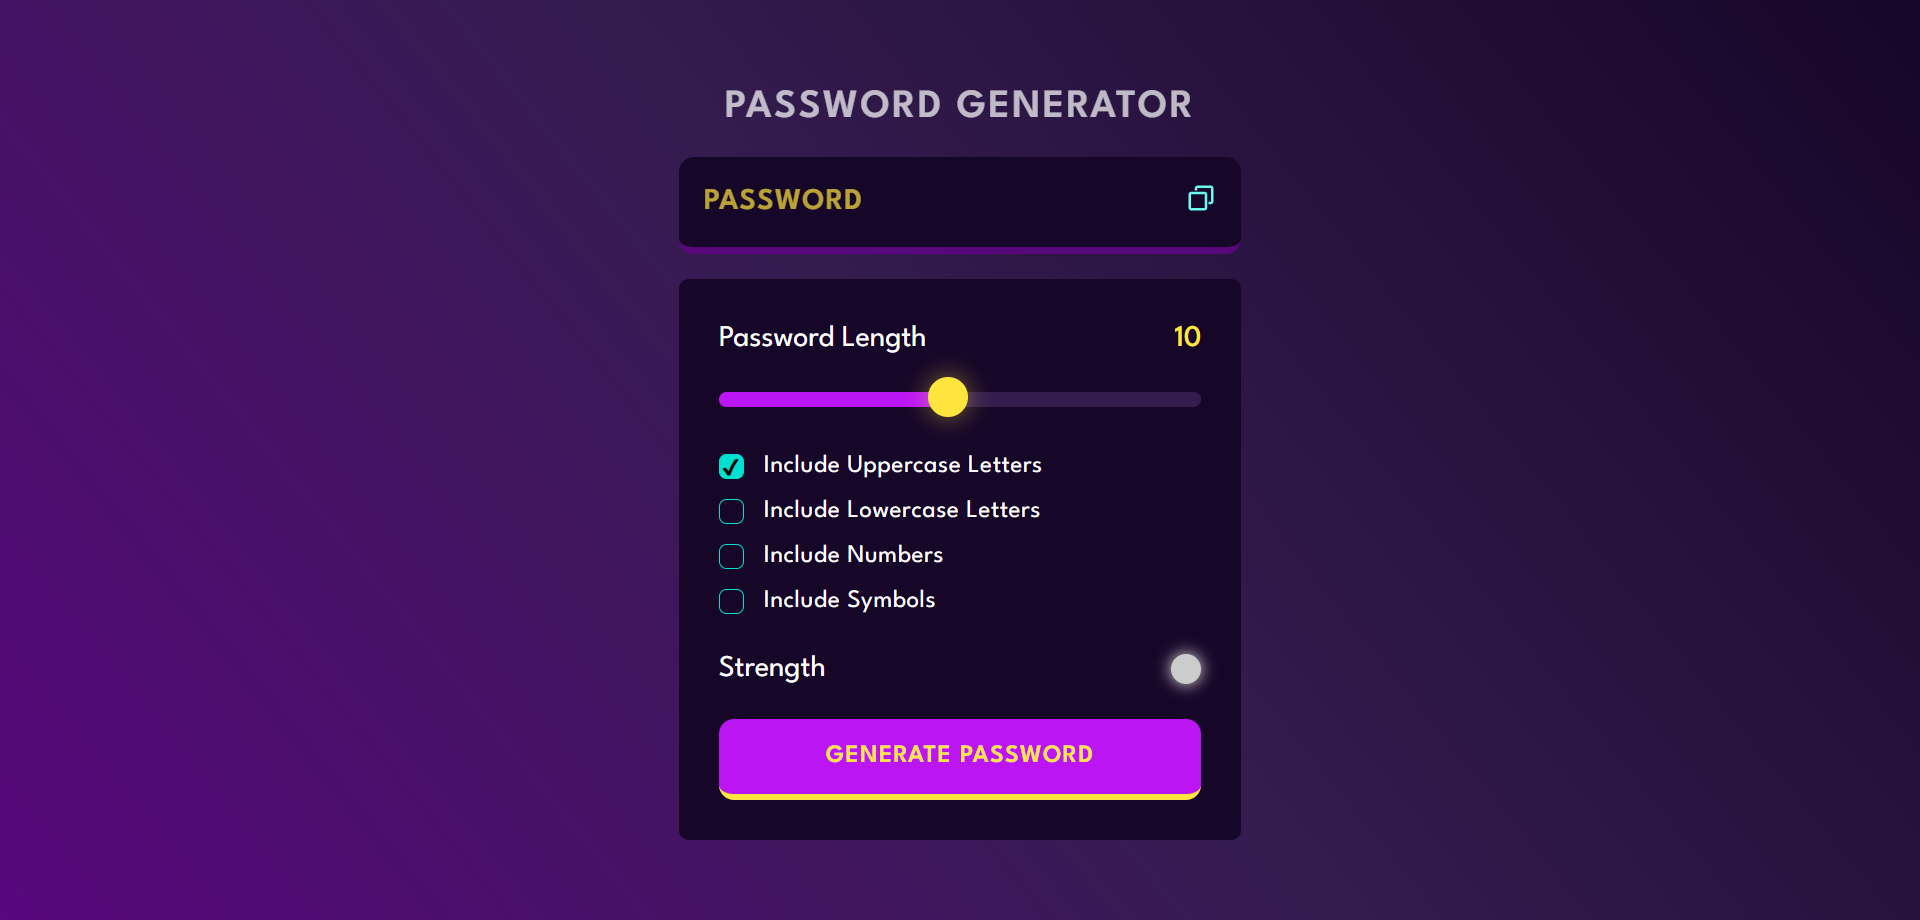 PASSWORD GENERATOR
PASSWORD
Password Length 10
Include Uppercase Letters
Include Lowercase Letters
Include Numbers
Include Symbols
Strength
GENERATE PASSWORD